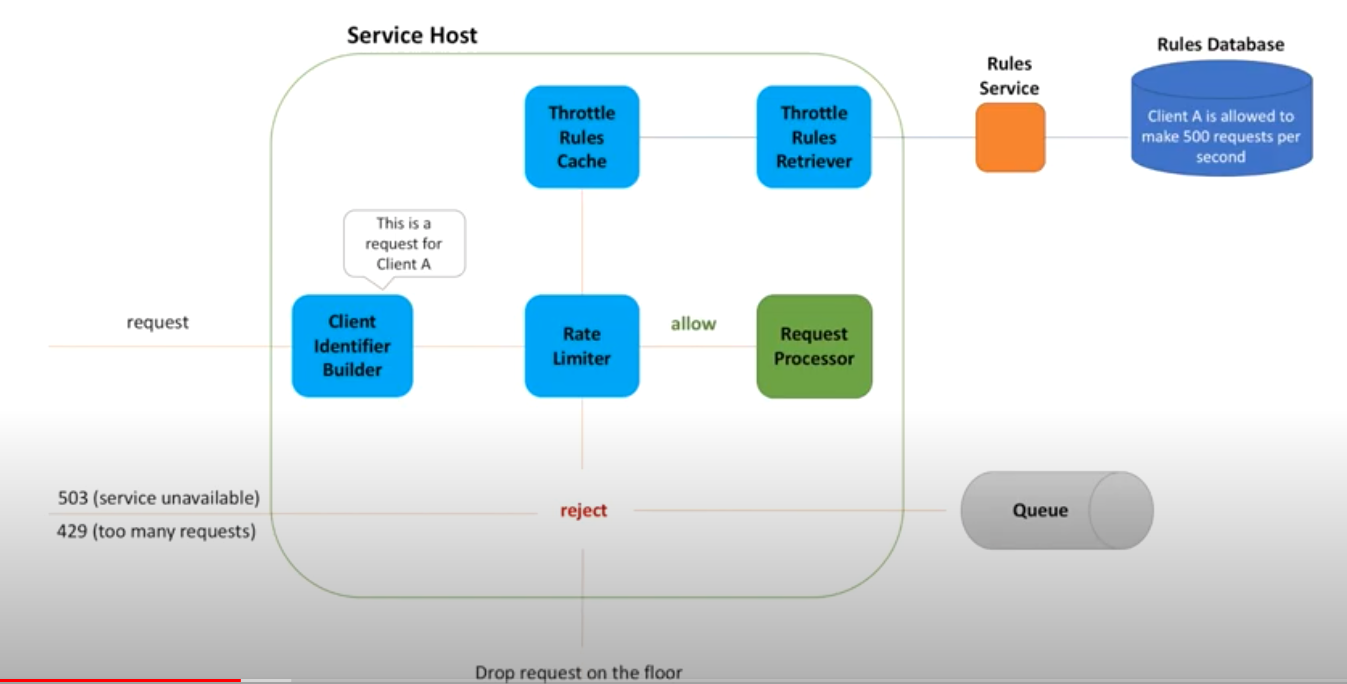 Service Host
Rules Database
Rules
Service
Throttle
Rules
Cache
Throttle
Rules
Retriever
Client A is allowed to
make 500 requests per
second
This is a
request for
Client A
request
Client
Identifier
Builder
Rate
Limiter
allow
Request
Processor
503 (service unavailable)
429 (too many requests)
reject
Queue
Drop request on the floor